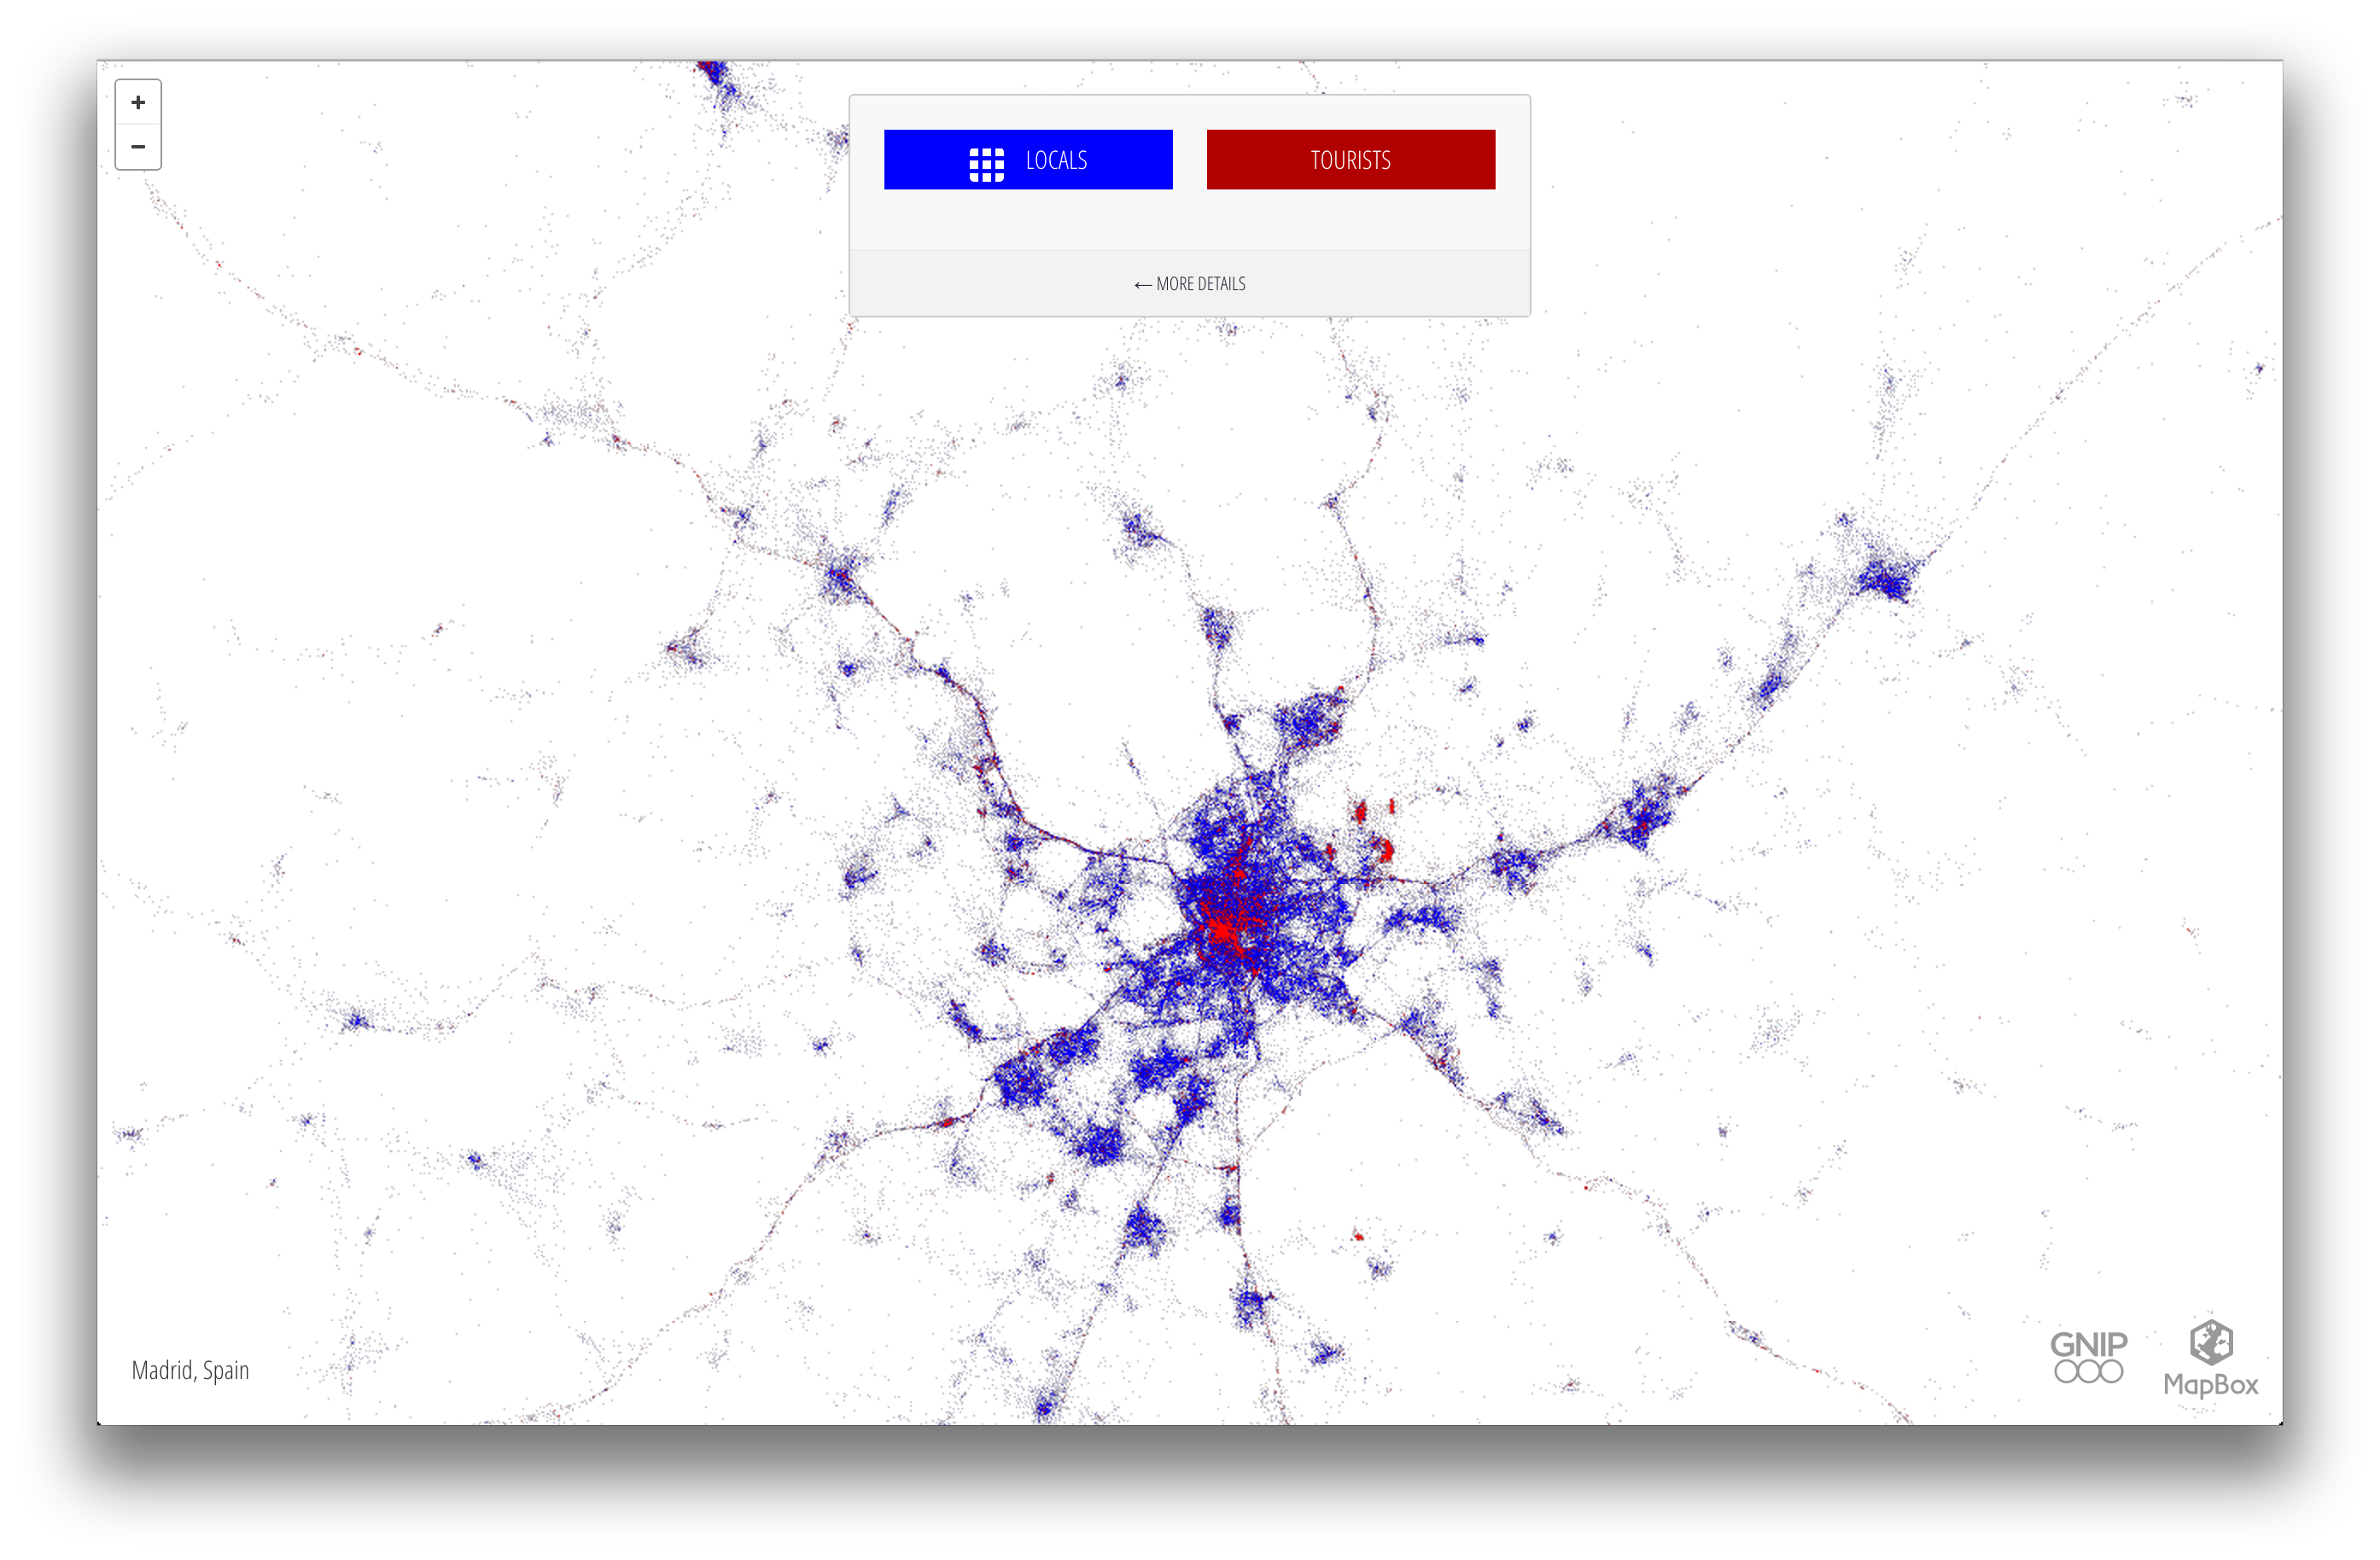 +
−
LOCALS
TOURISTS
← MORE DETAILS
Madrid, Spain
GNIP
MapBox